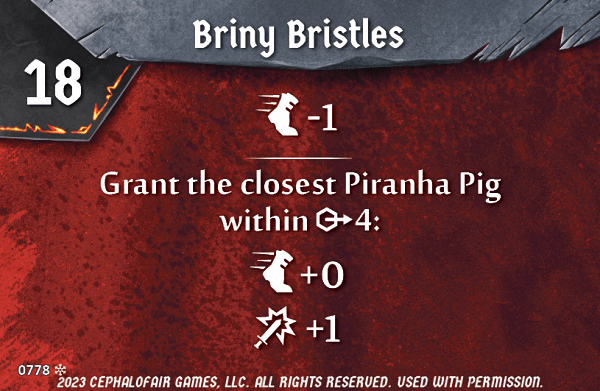 Briny Bristles
18
-1
Grant the closest Piranha Pig
within 4:
+0
+1
0778
2023 CEPHALOFAIR GAMES, LLC. ALL RIGHTS RESERVED. USED WITH PERMISSION.